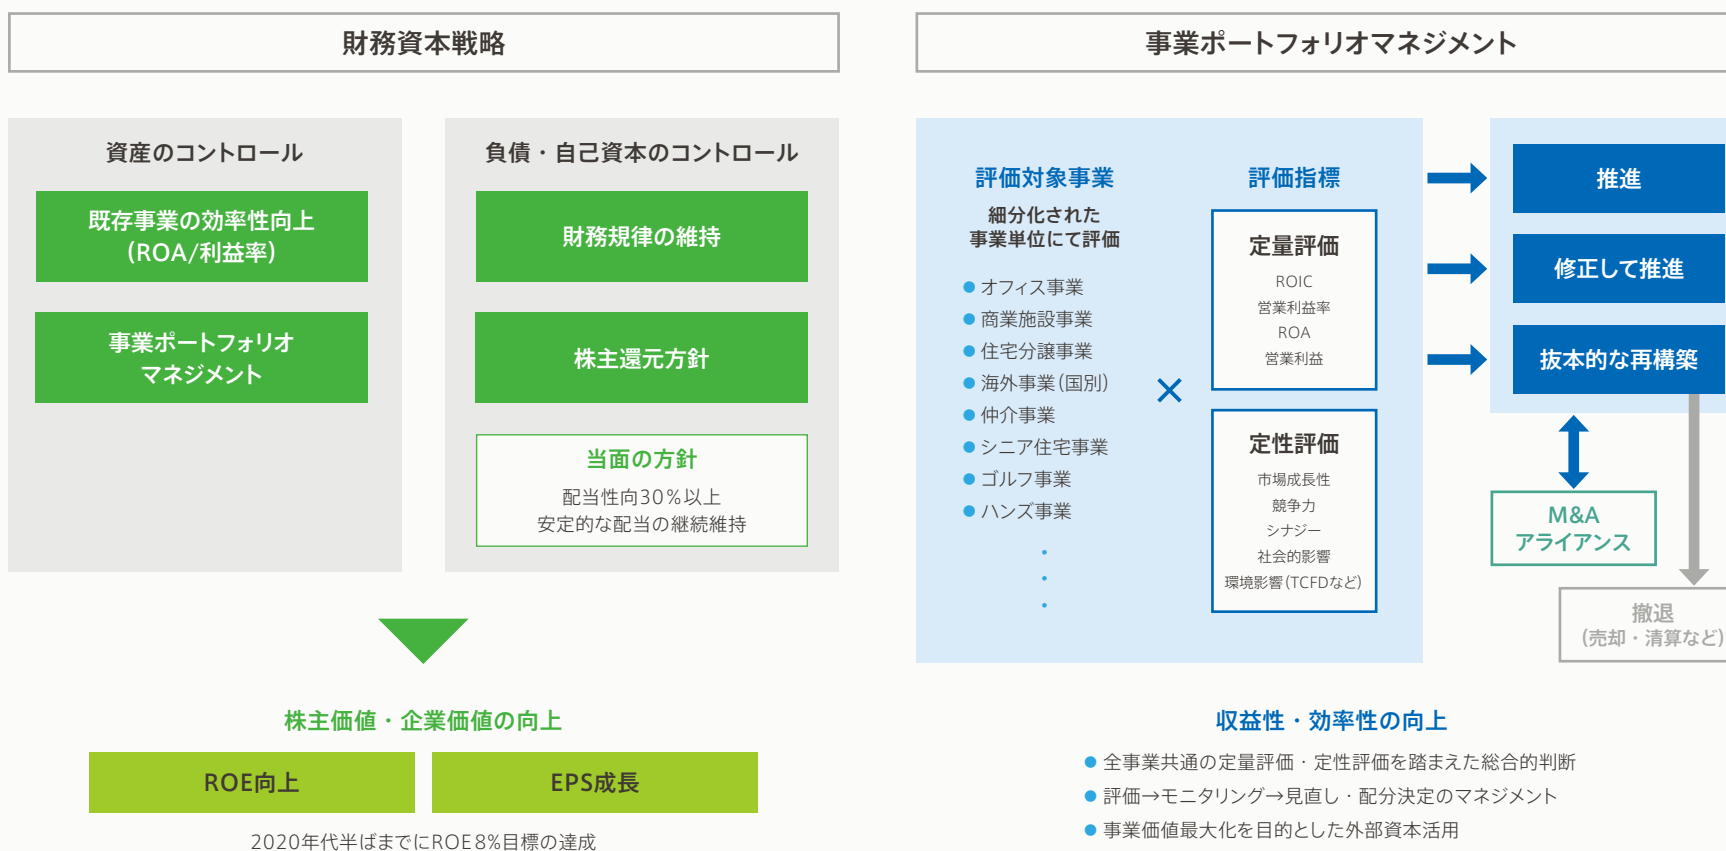 財務資本戦略
資産のコントロール
既存事業の効率性向上
(ROA/利益率)
事業ポートフォリオ
マネジメント
負債・自己資本のコントロール
財務規律の維持
株主還元方針
当面の方針
配当性向30%以上
安定的な配当の継続維持
株主価値・企業価値の向上
ROE向上
EPS成長
2020年代半ばまでにROE8%目標の達成
事業ポートフォリオマネジメント
評価対象事業
細分化された
事業単位にて評価
● オフィス事業
● 商業施設事業
● 住宅分譲事業
● 海外事業(国別)
● 仲介事業
● シニア住宅事業
● ゴルフ事業
● ハンズ事業
・
・
・
×
評価指標
定量評価
ROIC
営業利益率
ROA
営業利益
定性評価
市場成長性
競争力
シナジー
社会的影響
環境影響(TCFDなど)
推進
修正して推進
抜本的な再構築
M&A
アライアンス
撤退
(売却・清算など)
収益性・効率性の向上
● 全事業共通の定量評価・定性評価を踏まえた総合的判断
● 評価→モニタリング→見直し・配分決定のマネジメント
● 事業価値最大化を目的とした外部資本活用